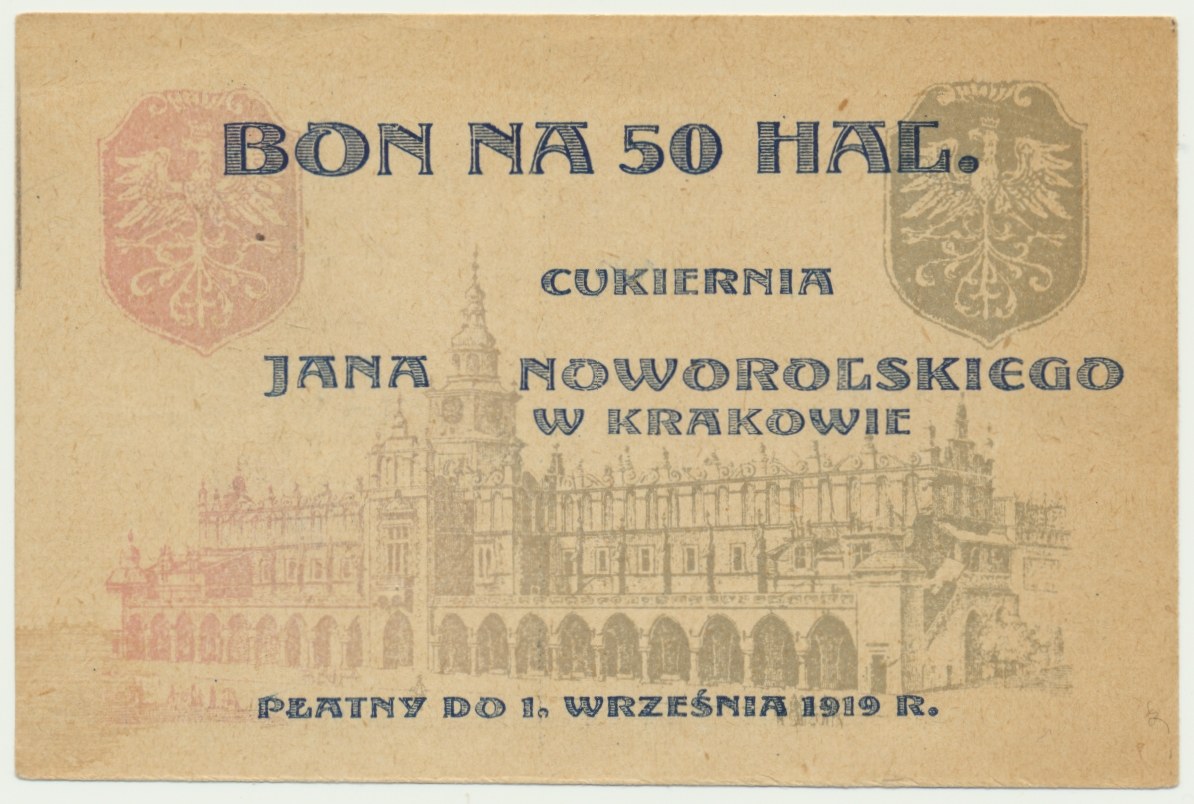 BON NA 50 HAL.
CUKIERNIA
JANA NOWOROLSKIEGO
W KRAKOWIE
PŁATNY DO 1. WRZEŚNIA 1919 R.